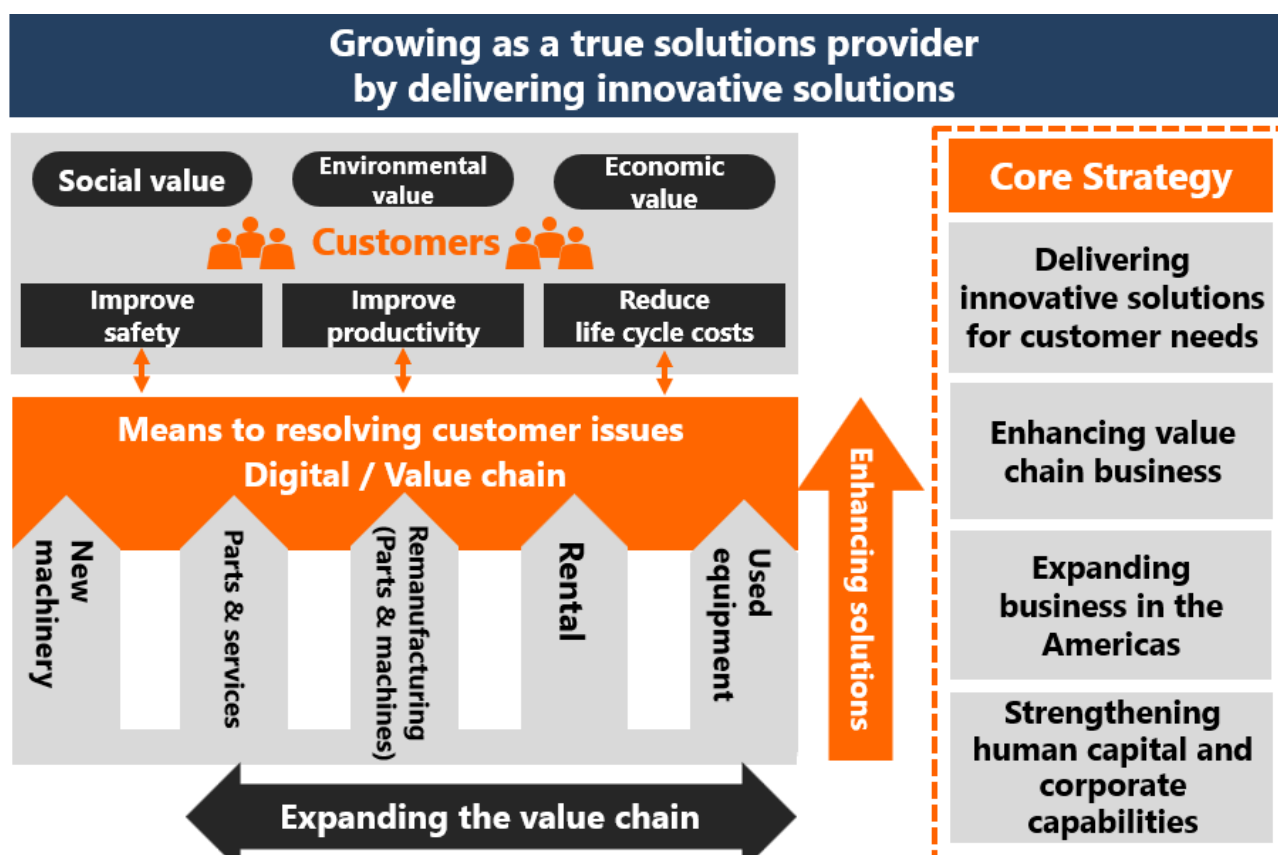 Growing as a true solutions provider
by delivering innovative solutions
Social value
Environmental
value
Economic
value
Customers
Improve
safety
Improve
productivity
Reduce
life cycle costs
Means to resolving customer issues
Digital / Value chain
New
machinery
Parts & services
Remanufacturing
(Parts & machines)
Rental
Used
equipment
Expanding the value chain
Enhancing solutions
Core Strategy
Delivering
innovative solutions
for customer needs
Enhancing value
chain business
Expanding
business in the
Americas
Strengthening
human capital and
corporate
capabilities